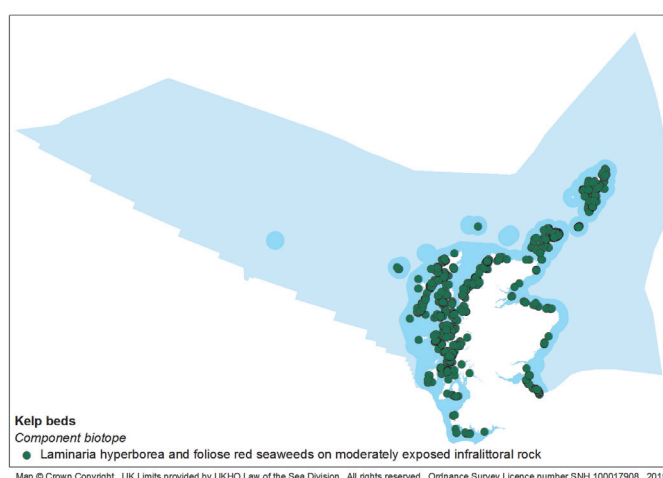 Kelp beds
Component biotope
Laminaria hyperborea and foliose red seaweeds on moderately exposed infralittoral rock
Map © Crown Copyright. UK Limits provided by UKHO Law of the Sea Division. All rights reserved. Ordnance Survey Licence number SNH 100017908